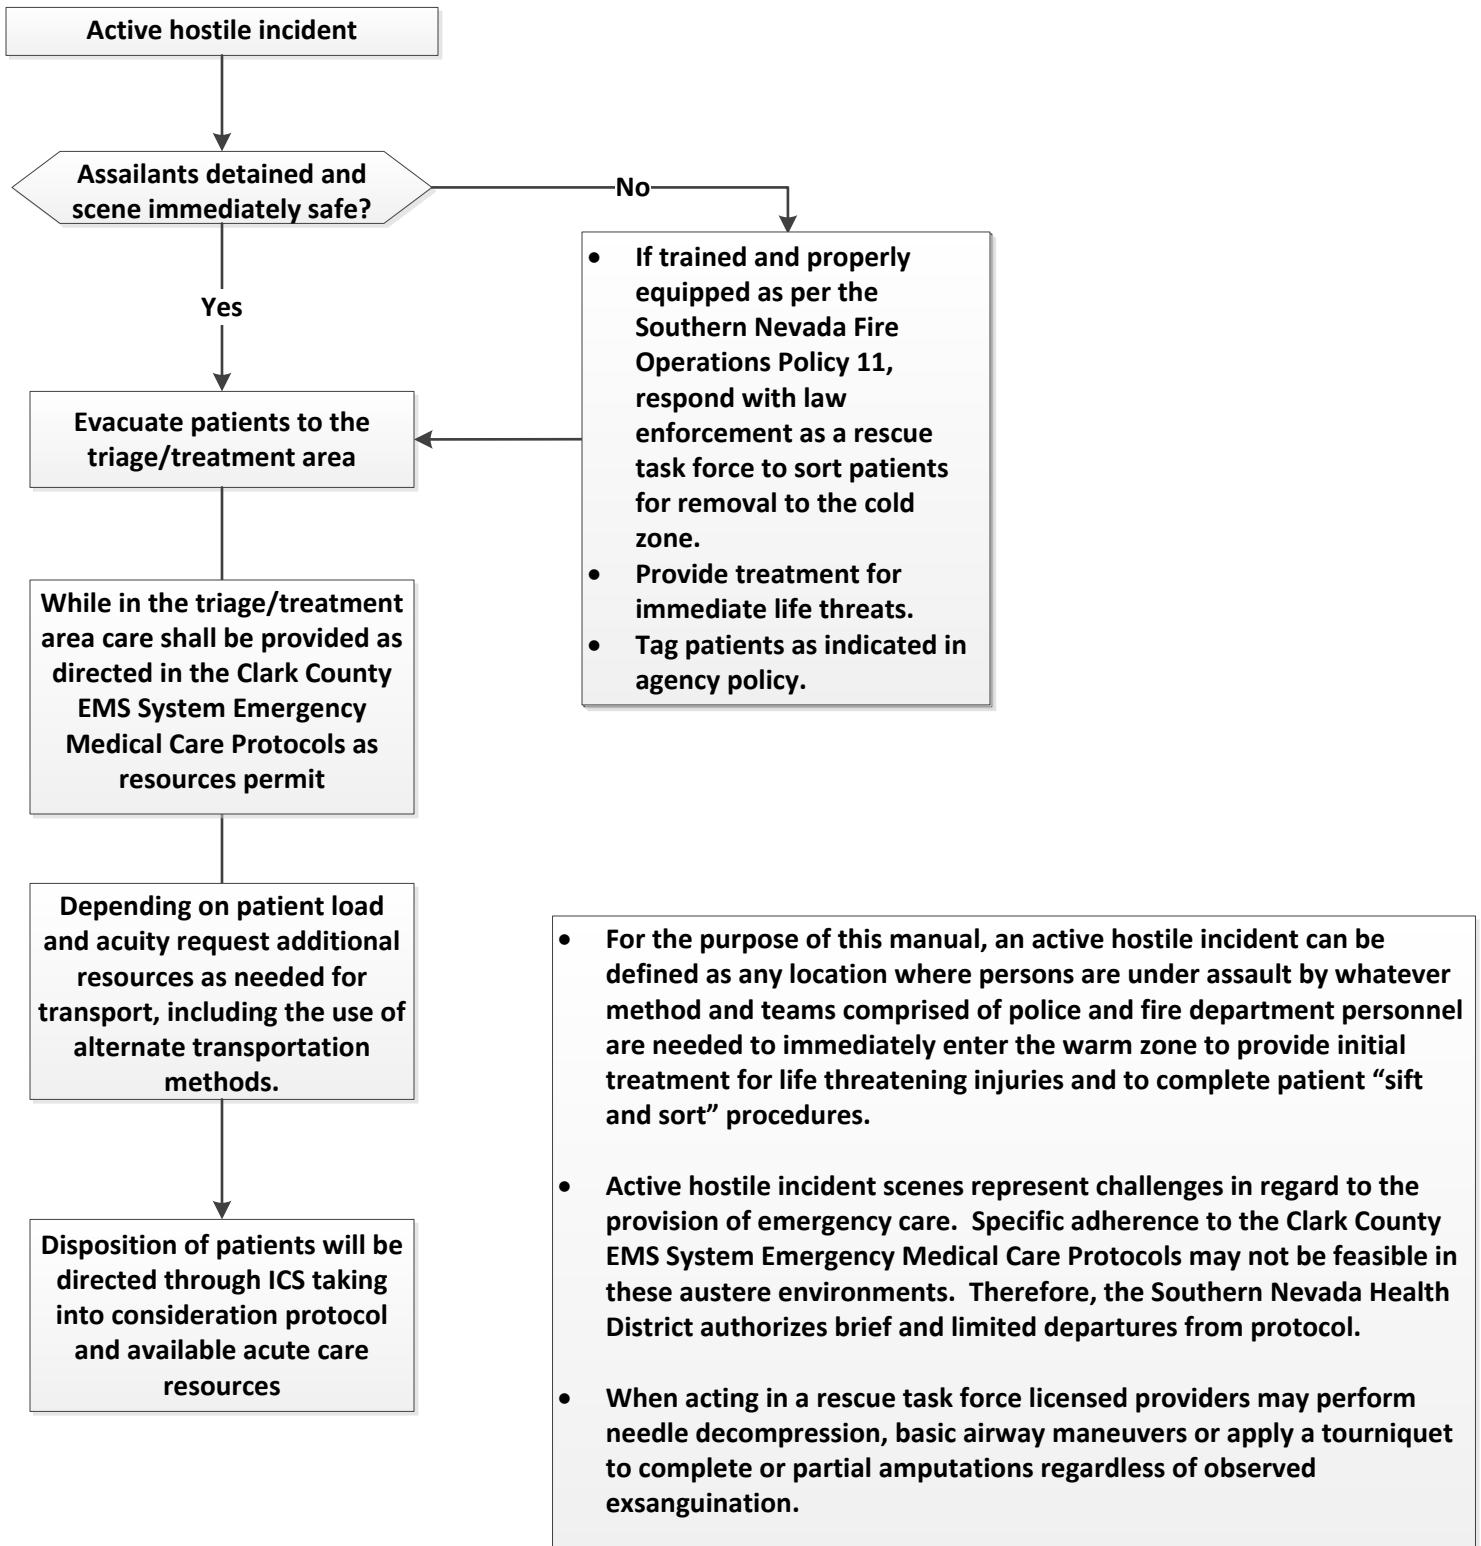 Active hostile incident
Assailants detained and
scene immediately safe?
No
Yes
• If trained and properly
equipped as per the
Southern Nevada Fire
Operations Policy 11,
respond with law
enforcement as a rescue
task force to sort patients
for removal to the cold
zone.
• Provide treatment for
immediate life threats.
• Tag patients as indicated in
agency policy.
Evacuate patients to the
triage/treatment area
While in the triage/treatment
area care shall be provided as
directed in the Clark County
EMS System Emergency
Medical Care Protocols as
resources permit
Depending on patient load
and acuity request additional
resources as needed for
transport, including the use of
alternate transportation
methods.
Disposition of patients will be
directed through ICS taking
into consideration protocol
and available acute care
resources
• For the purpose of this manual, an active hostile incident can be
defined as any location where persons are under assault by whatever
method and teams comprised of police and fire department personnel
are needed to immediately enter the warm zone to provide initial
treatment for life threatening injuries and to complete patient “sift
and sort” procedures.
• Active hostile incident scenes represent challenges in regard to the
provision of emergency care.  Specific adherence to the Clark County
EMS System Emergency Medical Care Protocols may not be feasible in
these austere environments.  Therefore, the Southern Nevada Health
District authorizes brief and limited departures from protocol.
• When acting in a rescue task force licensed providers may perform
needle decompression, basic airway maneuvers or apply a tourniquet
to complete or partial amputations regardless of observed
exsanguination.